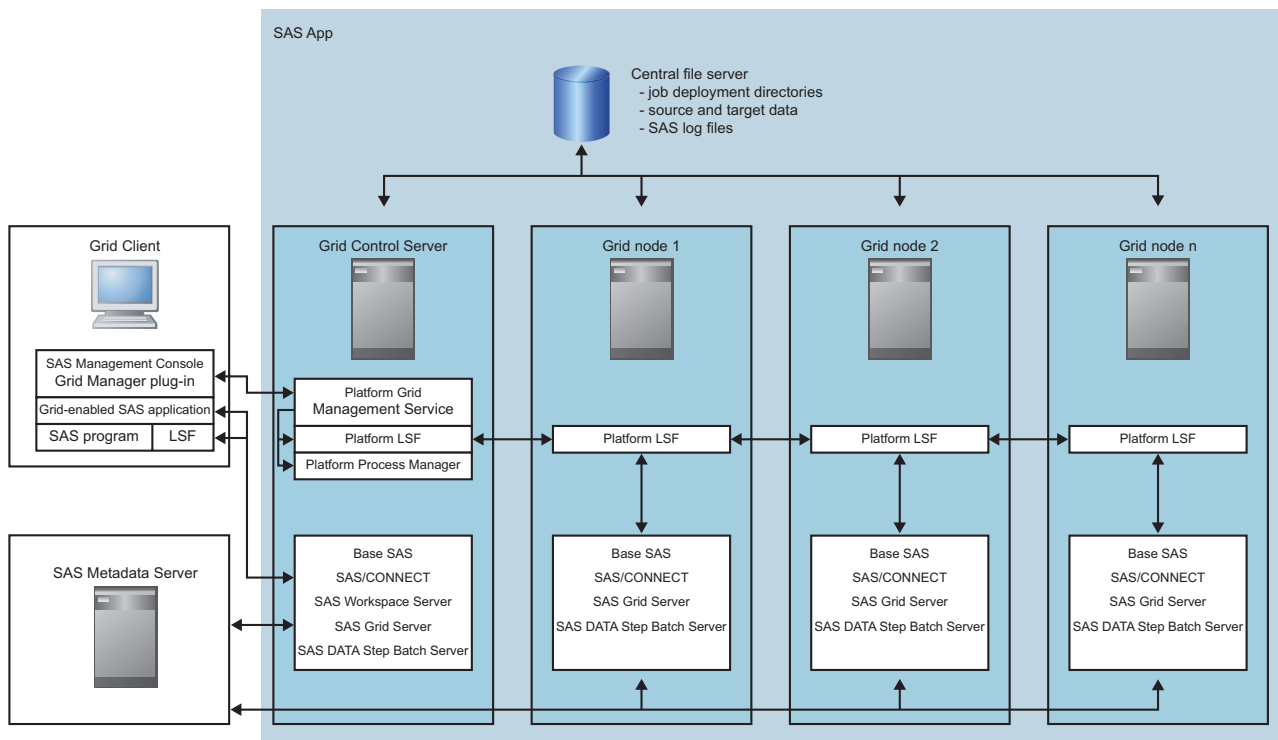 SAS App
Central file server
- job deployment directories
- source and target data
- SAS log files
Grid Client
SAS Management Console
Grid Manager plug-in
Grid-enabled SAS application
SAS program
LSF
SAS Metadata Server
Grid Control Server
Platform Grid
Management Service
Platform LSF
Platform Process Manager
Base SAS
SAS/CONNECT
SAS Workspace Server
SAS Grid Server
SAS DATA Step Batch Server
Grid node 1
Platform LSF
Base SAS
SAS/CONNECT
SAS Grid Server
SAS DATA Step Batch Server
Grid node 2
Platform LSF
Base SAS
SAS/CONNECT
SAS Grid Server
SAS DATA Step Batch Server
Grid node n
Platform LSF
Base SAS
SAS/CONNECT
SAS Grid Server
SAS DATA Step Batch Server